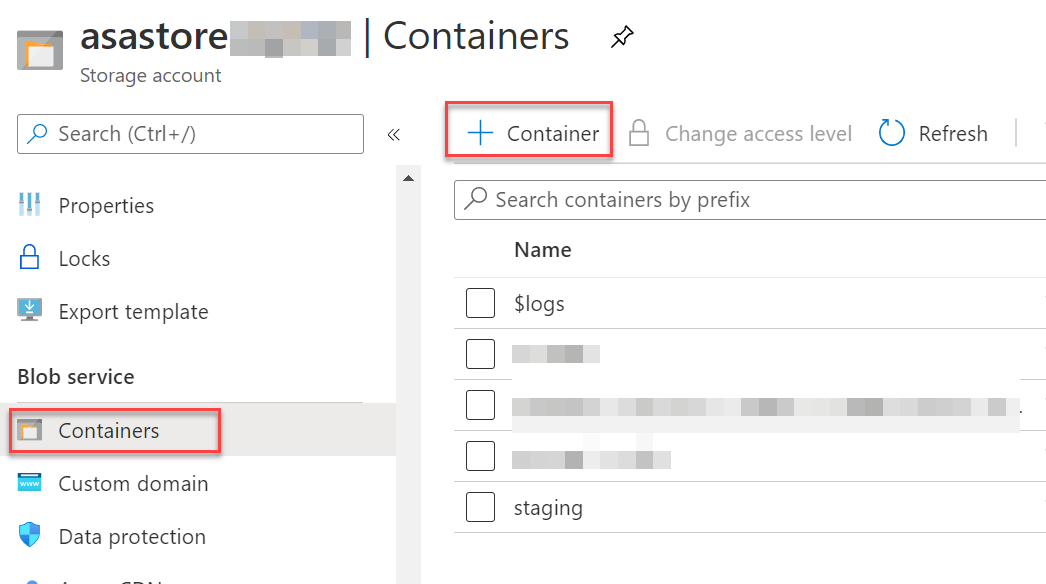 asastore | Containers
Storage account
Search (Ctrl+/)
«
Properties
Locks
Export template
Blob service
Containers
Custom domain
Data protection
+ Container
Change access level
Refresh
Search containers by prefix
Name
$logs
staging